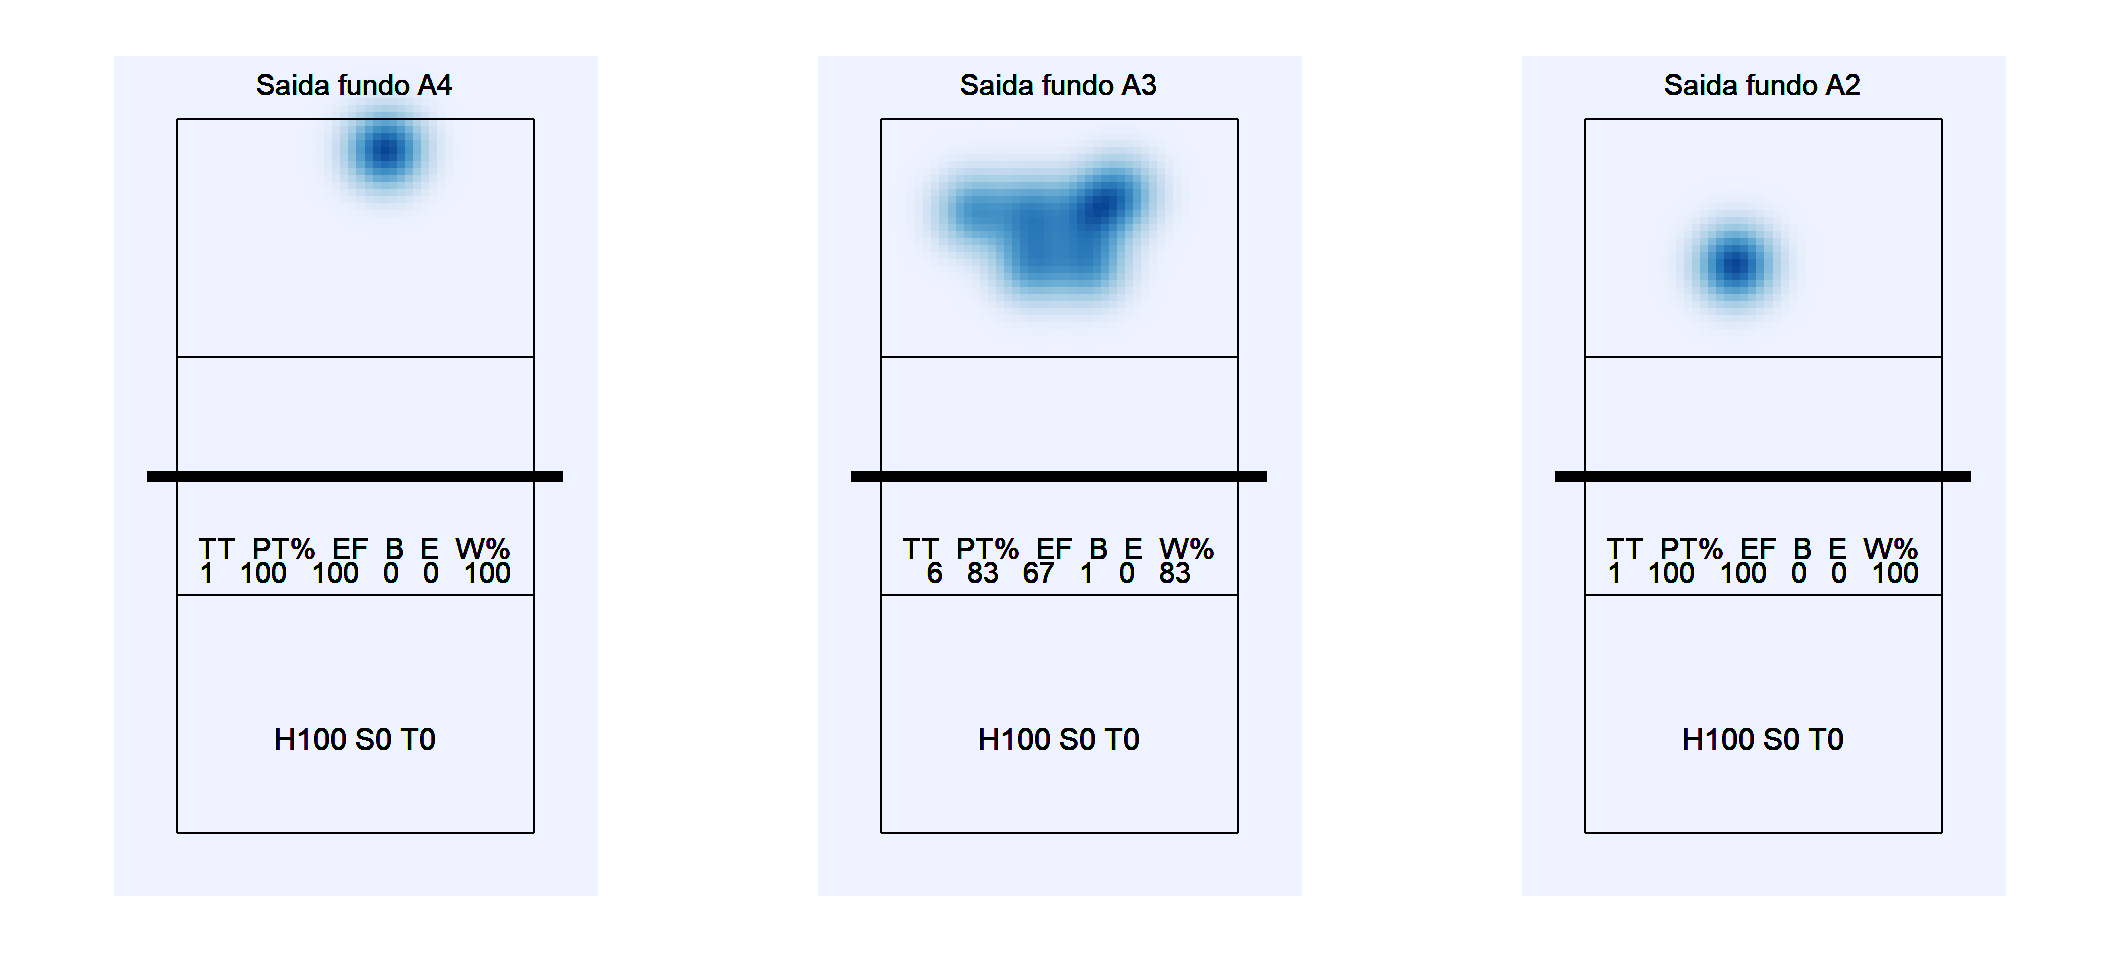 Saida fundo A4
TT PT% EF B E W%
1 100 100 0 0 100
H100 S0 T0
Saida fundo A3
TT PT% EF B E W%
6 83 67 1 0 83
H100 S0 T0
Saida fundo A2
TT PT% EF B E W%
1 100 100 0 0 100
H100 S0 T0